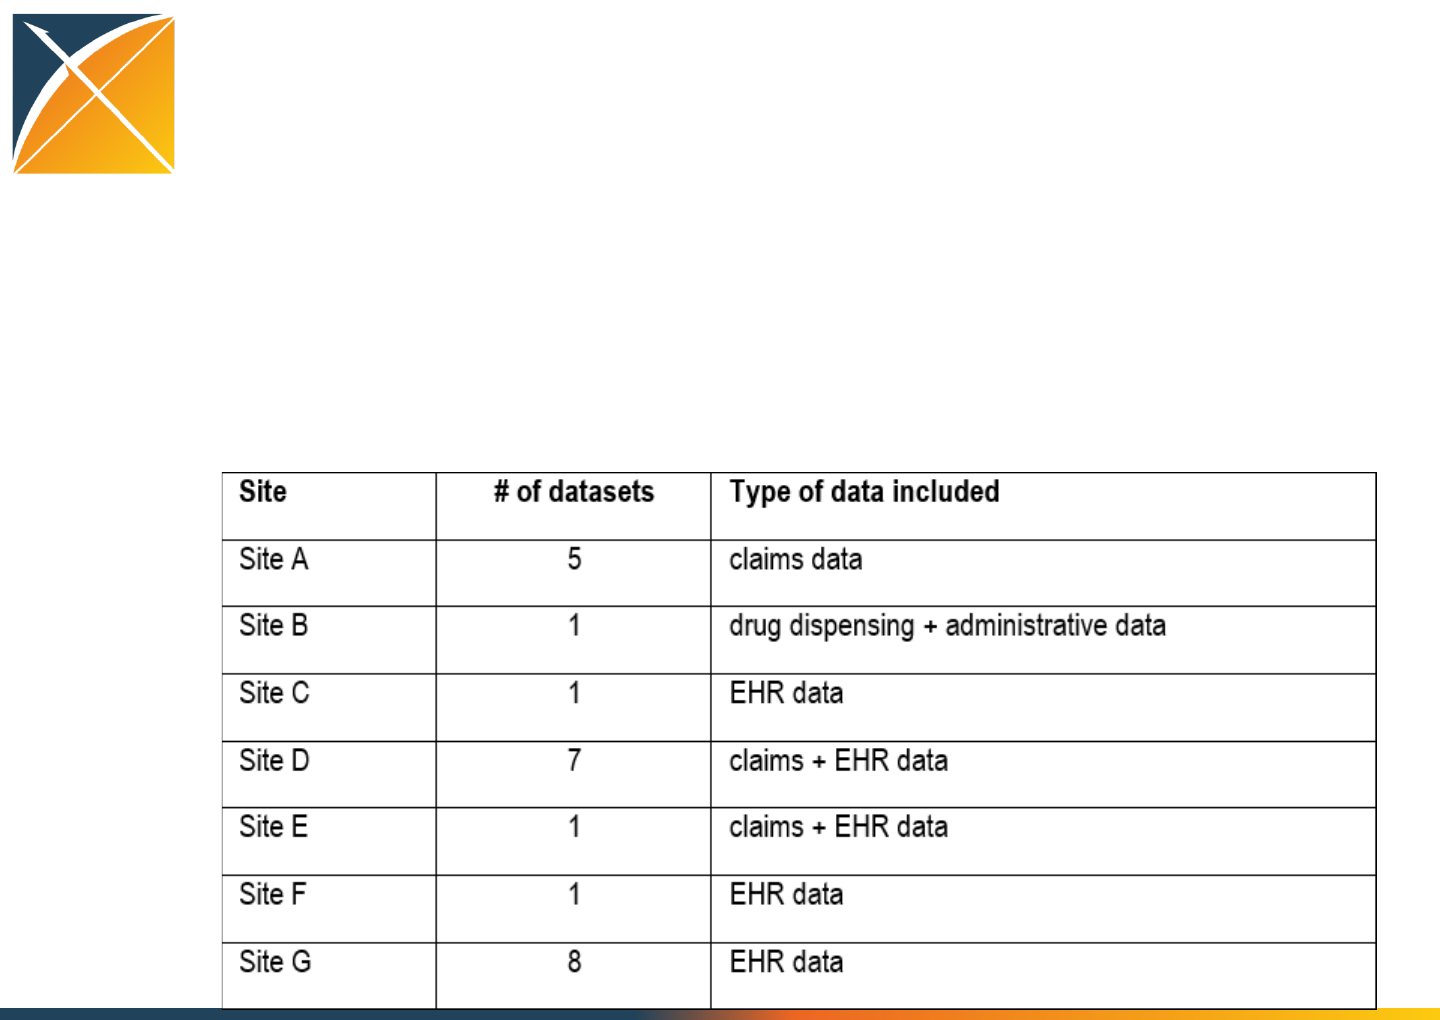 Site # of datasets Type of data included
Site A 5 claims data
Site B 1 drug dispensing + administrative data
Site C 1 EHR data
Site D 7 claims + EHR data
Site E 1 claims + EHR data
Site F 1 EHR data
Site G 8 EHR data